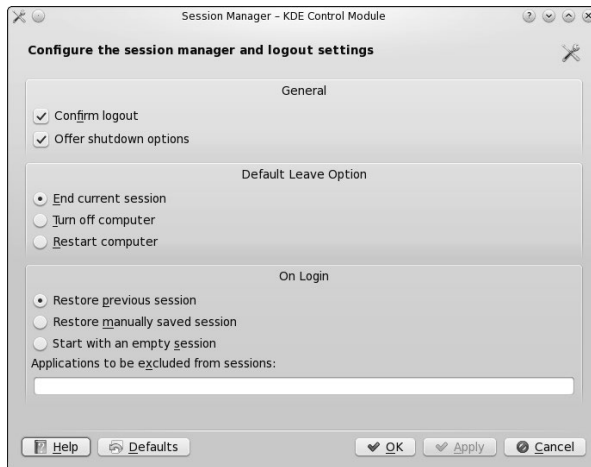 Session Manager – KDE Control Module
Configure the session manager and logout settings
General
Confirm logout
Offer shutdown options
Default Leave Option
End current session
Turn off computer
Restart computer
On Login
Restore previous session
Restore manually saved session
Start with an empty session
Applications to be excluded from sessions:
Help Defaults OK Apply Cancel